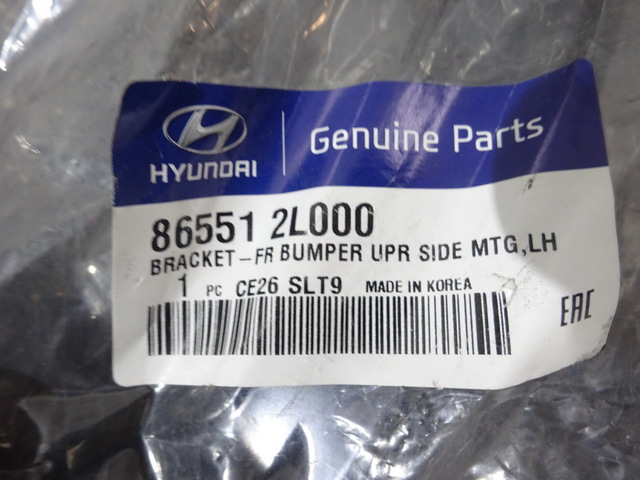 HYUNDAI
Genuine Parts
86551 2L000
BRACKET-FR BUMPER UPR SIDE MTG,LH
1 PC CE26 SLT9 MADE IN KOREA
EAC